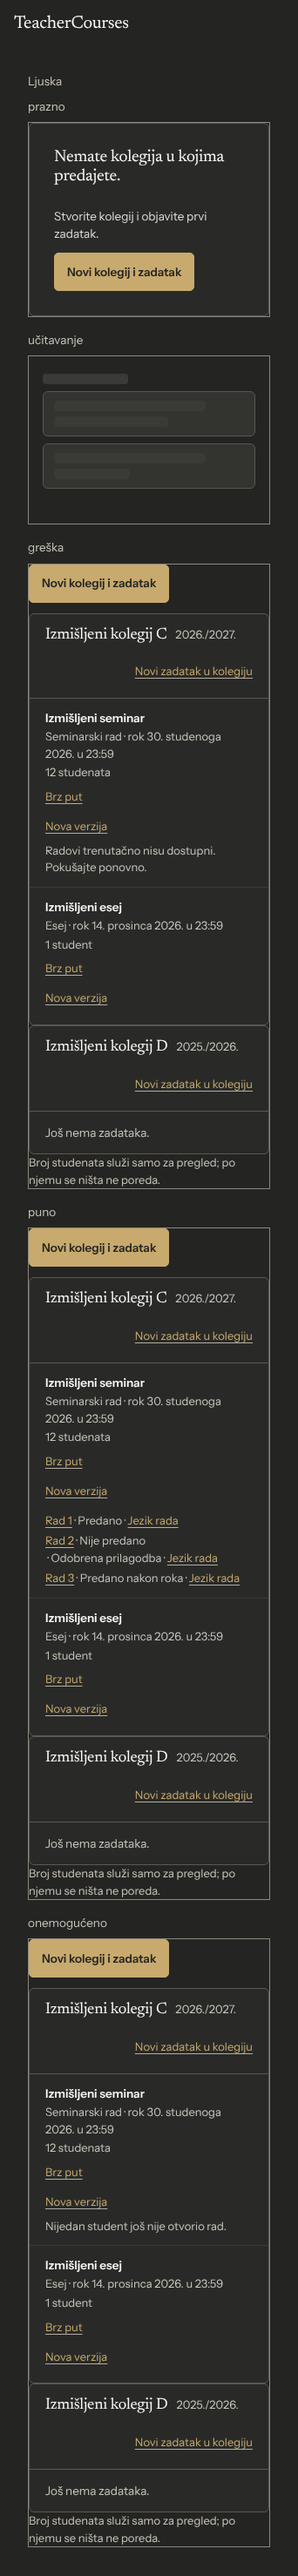 TeacherCourses
Ljuska
prazno
Nemate kolegija u kojima
predajete.
Stvorite kolegij i objavite prvi
zadatak.
Novi kolegij i zadatak
učitavanje
greška
Novi kolegij i zadatak
Izmišljeni kolegij C 2026./2027.
Novi zadatak u kolegiju
Izmišljeni seminar
Seminarski rad · rok 30. studenoga
2026. u 23:59
12 studenata
Brz put
Nova verzija
Radovi trenutačno nisu dostupni.
Pokušajte ponovno.
Izmišljeni esej
Esej · rok 14. prosinca 2026. u 23:59
1 student
Brz put
Nova verzija
Izmišljeni kolegij D 2025./2026.
Novi zadatak u kolegiju
Još nema zadataka.
Broj studenata služi samo za pregled; po
njemu se ništa ne poreda.
puno
Novi kolegij i zadatak
Izmišljeni kolegij C 2026./2027.
Novi zadatak u kolegiju
Izmišljeni seminar
Seminarski rad · rok 30. studenoga
2026. u 23:59
12 studenata
Brz put
Nova verzija
Rad 1 · Predano · Jezik rada
Rad 2 · Nije predano
· Odobrena prilagodba · Jezik rada
Rad 3 · Predano nakon roka · Jezik rada
Izmišljeni esej
Esej · rok 14. prosinca 2026. u 23:59
1 student
Brz put
Nova verzija
Izmišljeni kolegij D 2025./2026.
Novi zadatak u kolegiju
Još nema zadataka.
Broj studenata služi samo za pregled; po
njemu se ništa ne poreda.
onemogućeno
Novi kolegij i zadatak
Izmišljeni kolegij C 2026./2027.
Novi zadatak u kolegiju
Izmišljeni seminar
Seminarski rad · rok 30. studenoga
2026. u 23:59
12 studenata
Brz put
Nova verzija
Nijedan student još nije otvorio rad.
Izmišljeni esej
Esej · rok 14. prosinca 2026. u 23:59
1 student
Brz put
Nova verzija
Izmišljeni kolegij D 2025./2026.
Novi zadatak u kolegiju
Još nema zadataka.
Broj studenata služi samo za pregled; po
njemu se ništa ne poreda.